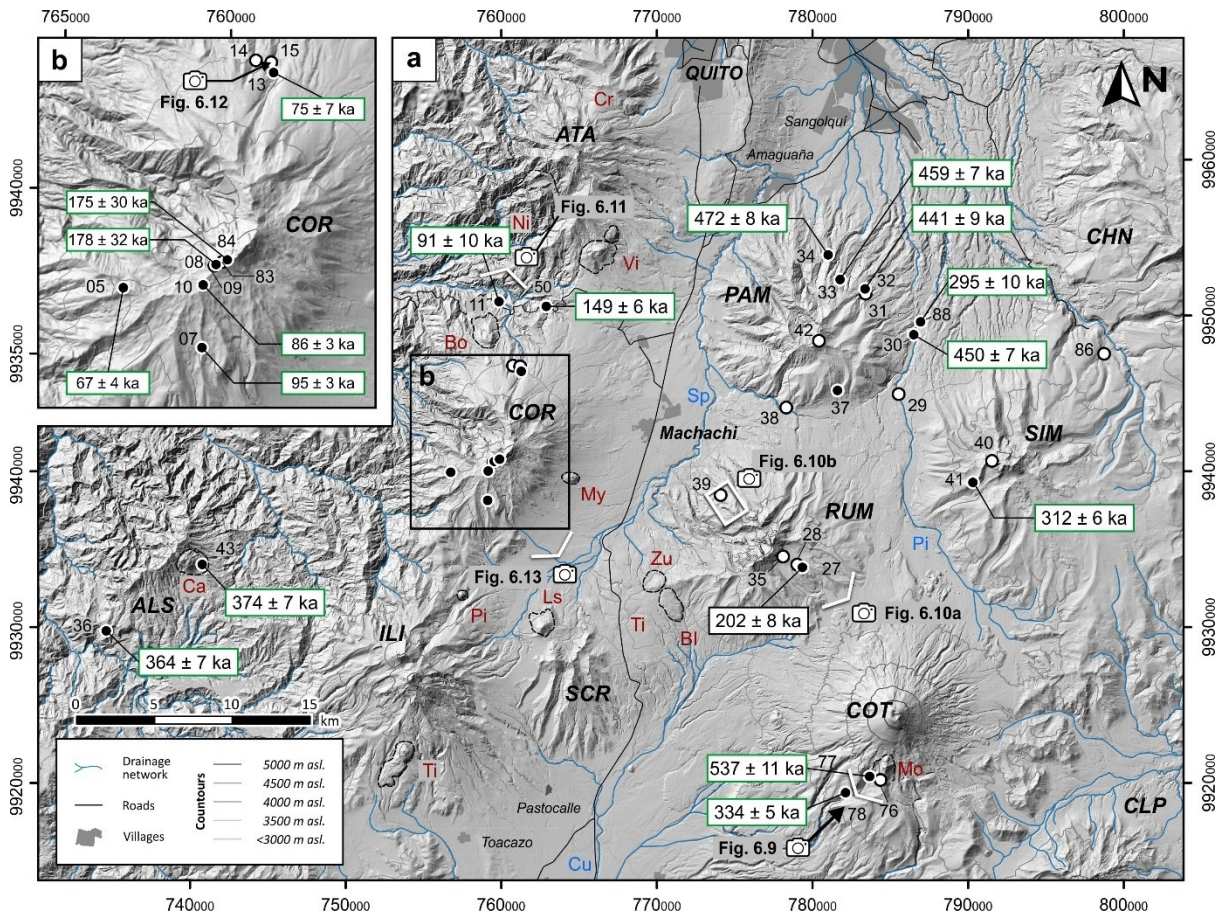 765000
760000
760000
770000
780000
790000
800000
b
14
15
Fig. 6.12
13
75 ± 7 ka
9940000
175 ± 30 ka
178 ± 32 ka
84
08
83
09
10
05
COR
07
86 ± 3 ka
9935000
67 ± 4 ka
95 ± 3 ka
a
QUITO
N
Cr
ATA
Sangolquí
Amaguaña
9960000
459 ± 7 ka
441 ± 9 ka
472 ± 8 ka
Ni
Fig. 6.11
91 ± 10 ka
Vi
CHN
34
33
32
31
295 ± 10 ka
PAM
50
11
149 ± 6 ka
88
30
450 ± 7 ka
9950000
Bo
42
86
b
COR
Sp
37
38
29
Machachi
SIM
40
9940000
Fig. 6.10b
41
39
My
RUM
312 ± 6 ka
28
43
Zu
35
27
Pi
Fig. 6.13
Ca
374 ± 7 ka
Ls
Pi
Ti
Bl
202 ± 8 ka
Fig. 6.10a
ALS
36
ILI
9930000
364 ± 7 ka
SCR
COT
0
5
10
15
km
Drainage network
Roads
Villages
Countours
5000 m asl.
4500 m asl.
4000 m asl.
3500 m asl.
<3000 m asl.
Ti
77
Mo
537 ± 11 ka
9920000
334 ± 5 ka
76
78
CLP
Pastocalle
Toacazo
Fig. 6.9
Cu
740000
750000
760000
770000
780000
790000
800000